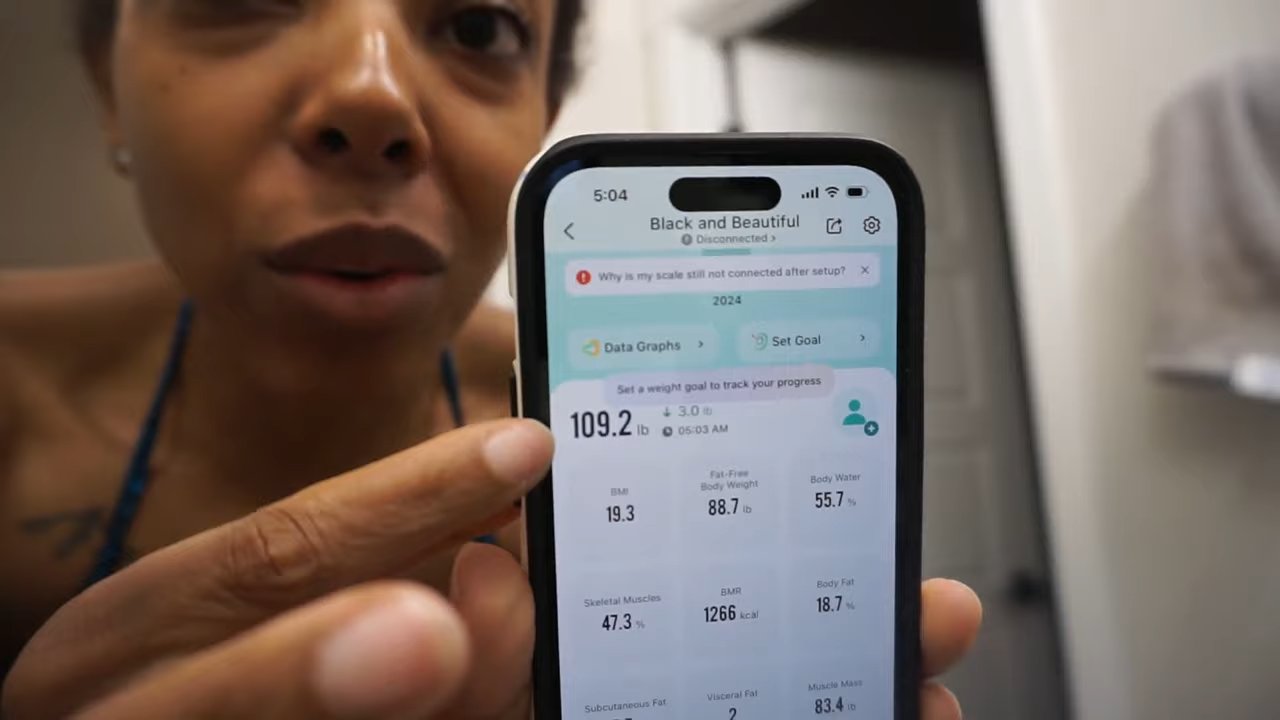 5:04
Black and Beautiful
Disconnected >
Why is my scale still not connected after setup? ×
2024
Data Graphs >
Set Goal >
Set a weight goal to track your progress
109.2 lb
↓ 3.0 lb
05:03 AM
BMI
19.3
Fat-Free
Body Weight
88.7 lb
Body Water
55.7 %
Skeletal Muscles
47.3 %
BMR
1266 kcal
Body Fat
18.7 %
Subcutaneous Fat
Visceral Fat
2
Muscle Mass
83.4 lb